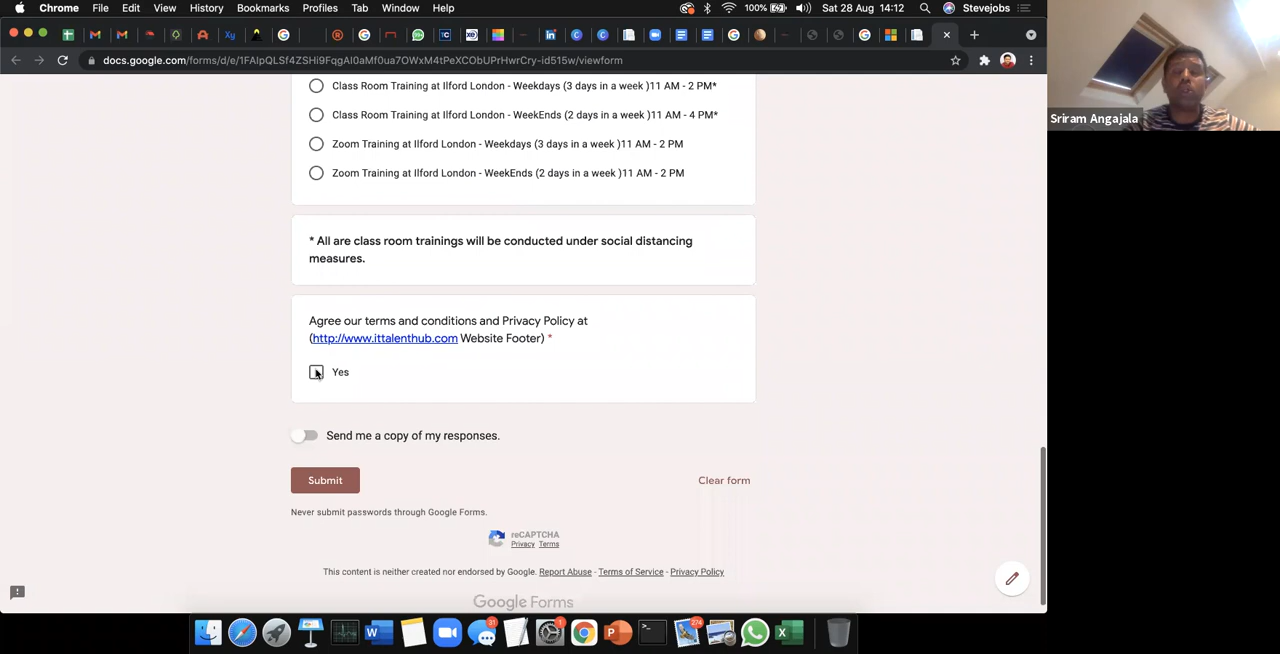 Chrome File Edit View History Bookmarks Profiles Tab Window Help 100% Sat 28 Aug 14:12 Stevejobs
docs.google.com/forms/d/e/1FAIpQLSf4ZSHi9FqgAI0aMf0ua7OWxM4tPeXCObUPrHwrCry-id515w/viewform
Class Room Training at Ilford London - Weekdays (3 days in a week )11 AM - 2 PM*
Class Room Training at Ilford London - WeekEnds (2 days in a week )11 AM - 4 PM*
Sriram Angajala
Zoom Training at Ilford London - Weekdays (3 days in a week )11 AM - 2 PM
Zoom Training at Ilford London - WeekEnds (2 days in a week )11 AM - 2 PM
* All are class room trainings will be conducted under social distancing
measures.
Agree our terms and conditions and Privacy Policy at
(http://www.ittalenthub.com Website Footer) *
Yes
Send me a copy of my responses.
Submit Clear form
Never submit passwords through Google Forms.
reCAPTCHA
Privacy Terms
This content is neither created nor endorsed by Google. Report Abuse - Terms of Service - Privacy Policy
Google Forms
31 1 274